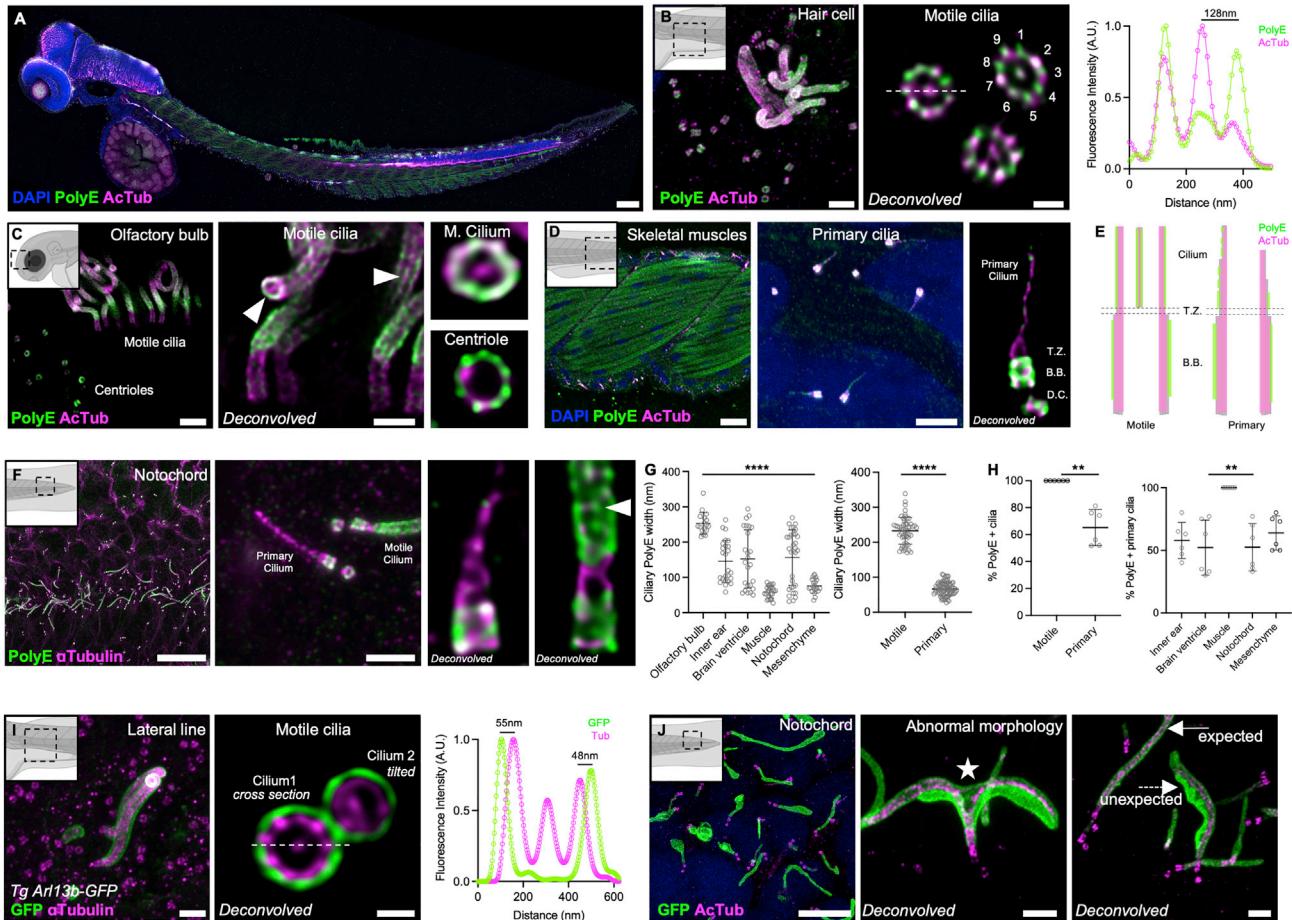 A
DAPI PolyE AcTub
B
Hair cell
PolyE AcTub
Motile cilia
9 1
8 2
7 3
6 4
5
Deconvolved
128nm
PolyE
AcTub
Fluorescence Intensity (A.U.)
1.0
0.5
0.0
0 200 400
Distance (nm)
C
Olfactory bulb
Motile cilia
Centrioles
PolyE AcTub
Motile cilia
Deconvolved
M. Cilium
Centriole
D
Skeletal muscles
DAPI PolyE AcTub
Primary cilia
Primary
Cilium
T.Z.
B.B.
D.C.
Deconvolved
E
PolyE
AcTub
Cilium
T.Z.
B.B.
Motile Primary
F
Notochord
PolyE αTubulin
Primary
Cilium
Motile
Cilium
Deconvolved
Deconvolved
G
****
Ciliary PolyE width (nm)
400
300
200
100
0
Olfactory bulb
Inner ear
Brain ventricle
Muscle
Notochord
Mesenchyme
****
Ciliary PolyE width (nm)
400
300
200
100
0
Motile
Primary
H
**
% PolyE + cilia
100
80
60
40
20
0
Motile
Primary
**
% PolyE + primary cilia
100
50
0
Inner ear
Brain ventricle
Muscle
Notochord
Mesenchyme
I
Lateral line
Tg Arl13b-GFP
GFP αTubulin
Motile cilia
Cilium1
cross section
Cilium 2
tilted
Deconvolved
55nm
GFP
Tub
48nm
Fluorescence Intensity (A.U.)
1.0
0.5
0.0
0 200 400 600
Distance (nm)
J
Notochord
GFP AcTub
Abnormal morphology
Deconvolved
expected
unexpected
Deconvolved